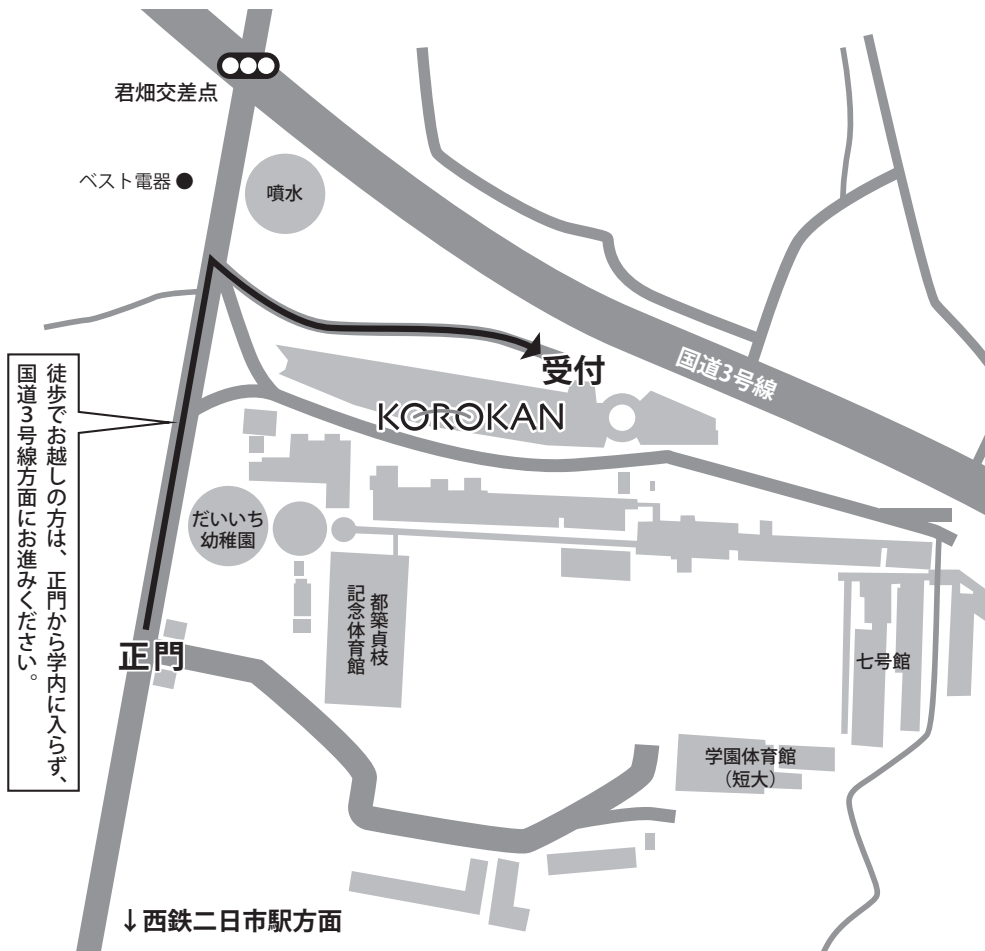 君畑交差点
ベスト電器
噴水
国道3号線
受付
KOROKAN
徒歩でお越しの方は、正門から学内に入らず、
国道3号線方面にお進みください。
だいいち
幼稚園
都築貞枝
記念体育館
正門
七号館
学園体育館
(短大)
↓西鉄二日市駅方面